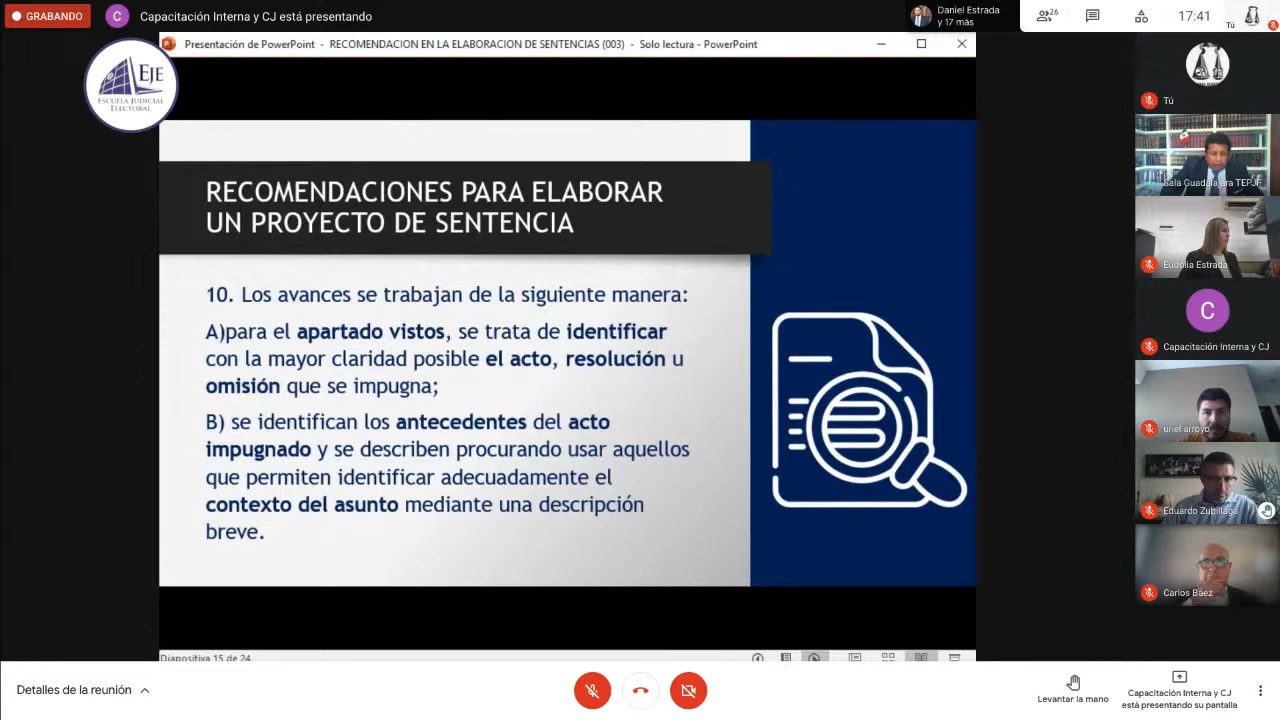 GRABANDO
C
Capacitación Interna y CJ está presentando
Daniel Estrada
y 17 más
26
17:41
Tú
Presentación de PowerPoint - RECOMENDACION EN LA ELABORACION DE SENTENCIAS (003) - Solo lectura - PowerPoint
EJE
ESCUELA JUDICIAL
ELECTORAL
RECOMENDACIONES PARA ELABORAR
UN PROYECTO DE SENTENCIA
10. Los avances se trabajan de la siguiente manera:
A)para el apartado vistos, se trata de identificar
con la mayor claridad posible el acto, resolución u
omisión que se impugna;
B) se identifican los antecedentes del acto
impugnado y se describen procurando usar aquellos
que permiten identificar adecuadamente el
contexto del asunto mediante una descripción
breve.
Diapositiva 15 de 24
Tú
Sala Guadalajara TEPJF
Eudolia Estrada
C
Capacitación Interna y CJ
uriel arroyo
Eduardo Zubillaga
Carlos Báez
Detalles de la reunión
Levantar la mano
Capacitación Interna y CJ
está presentando su pantalla